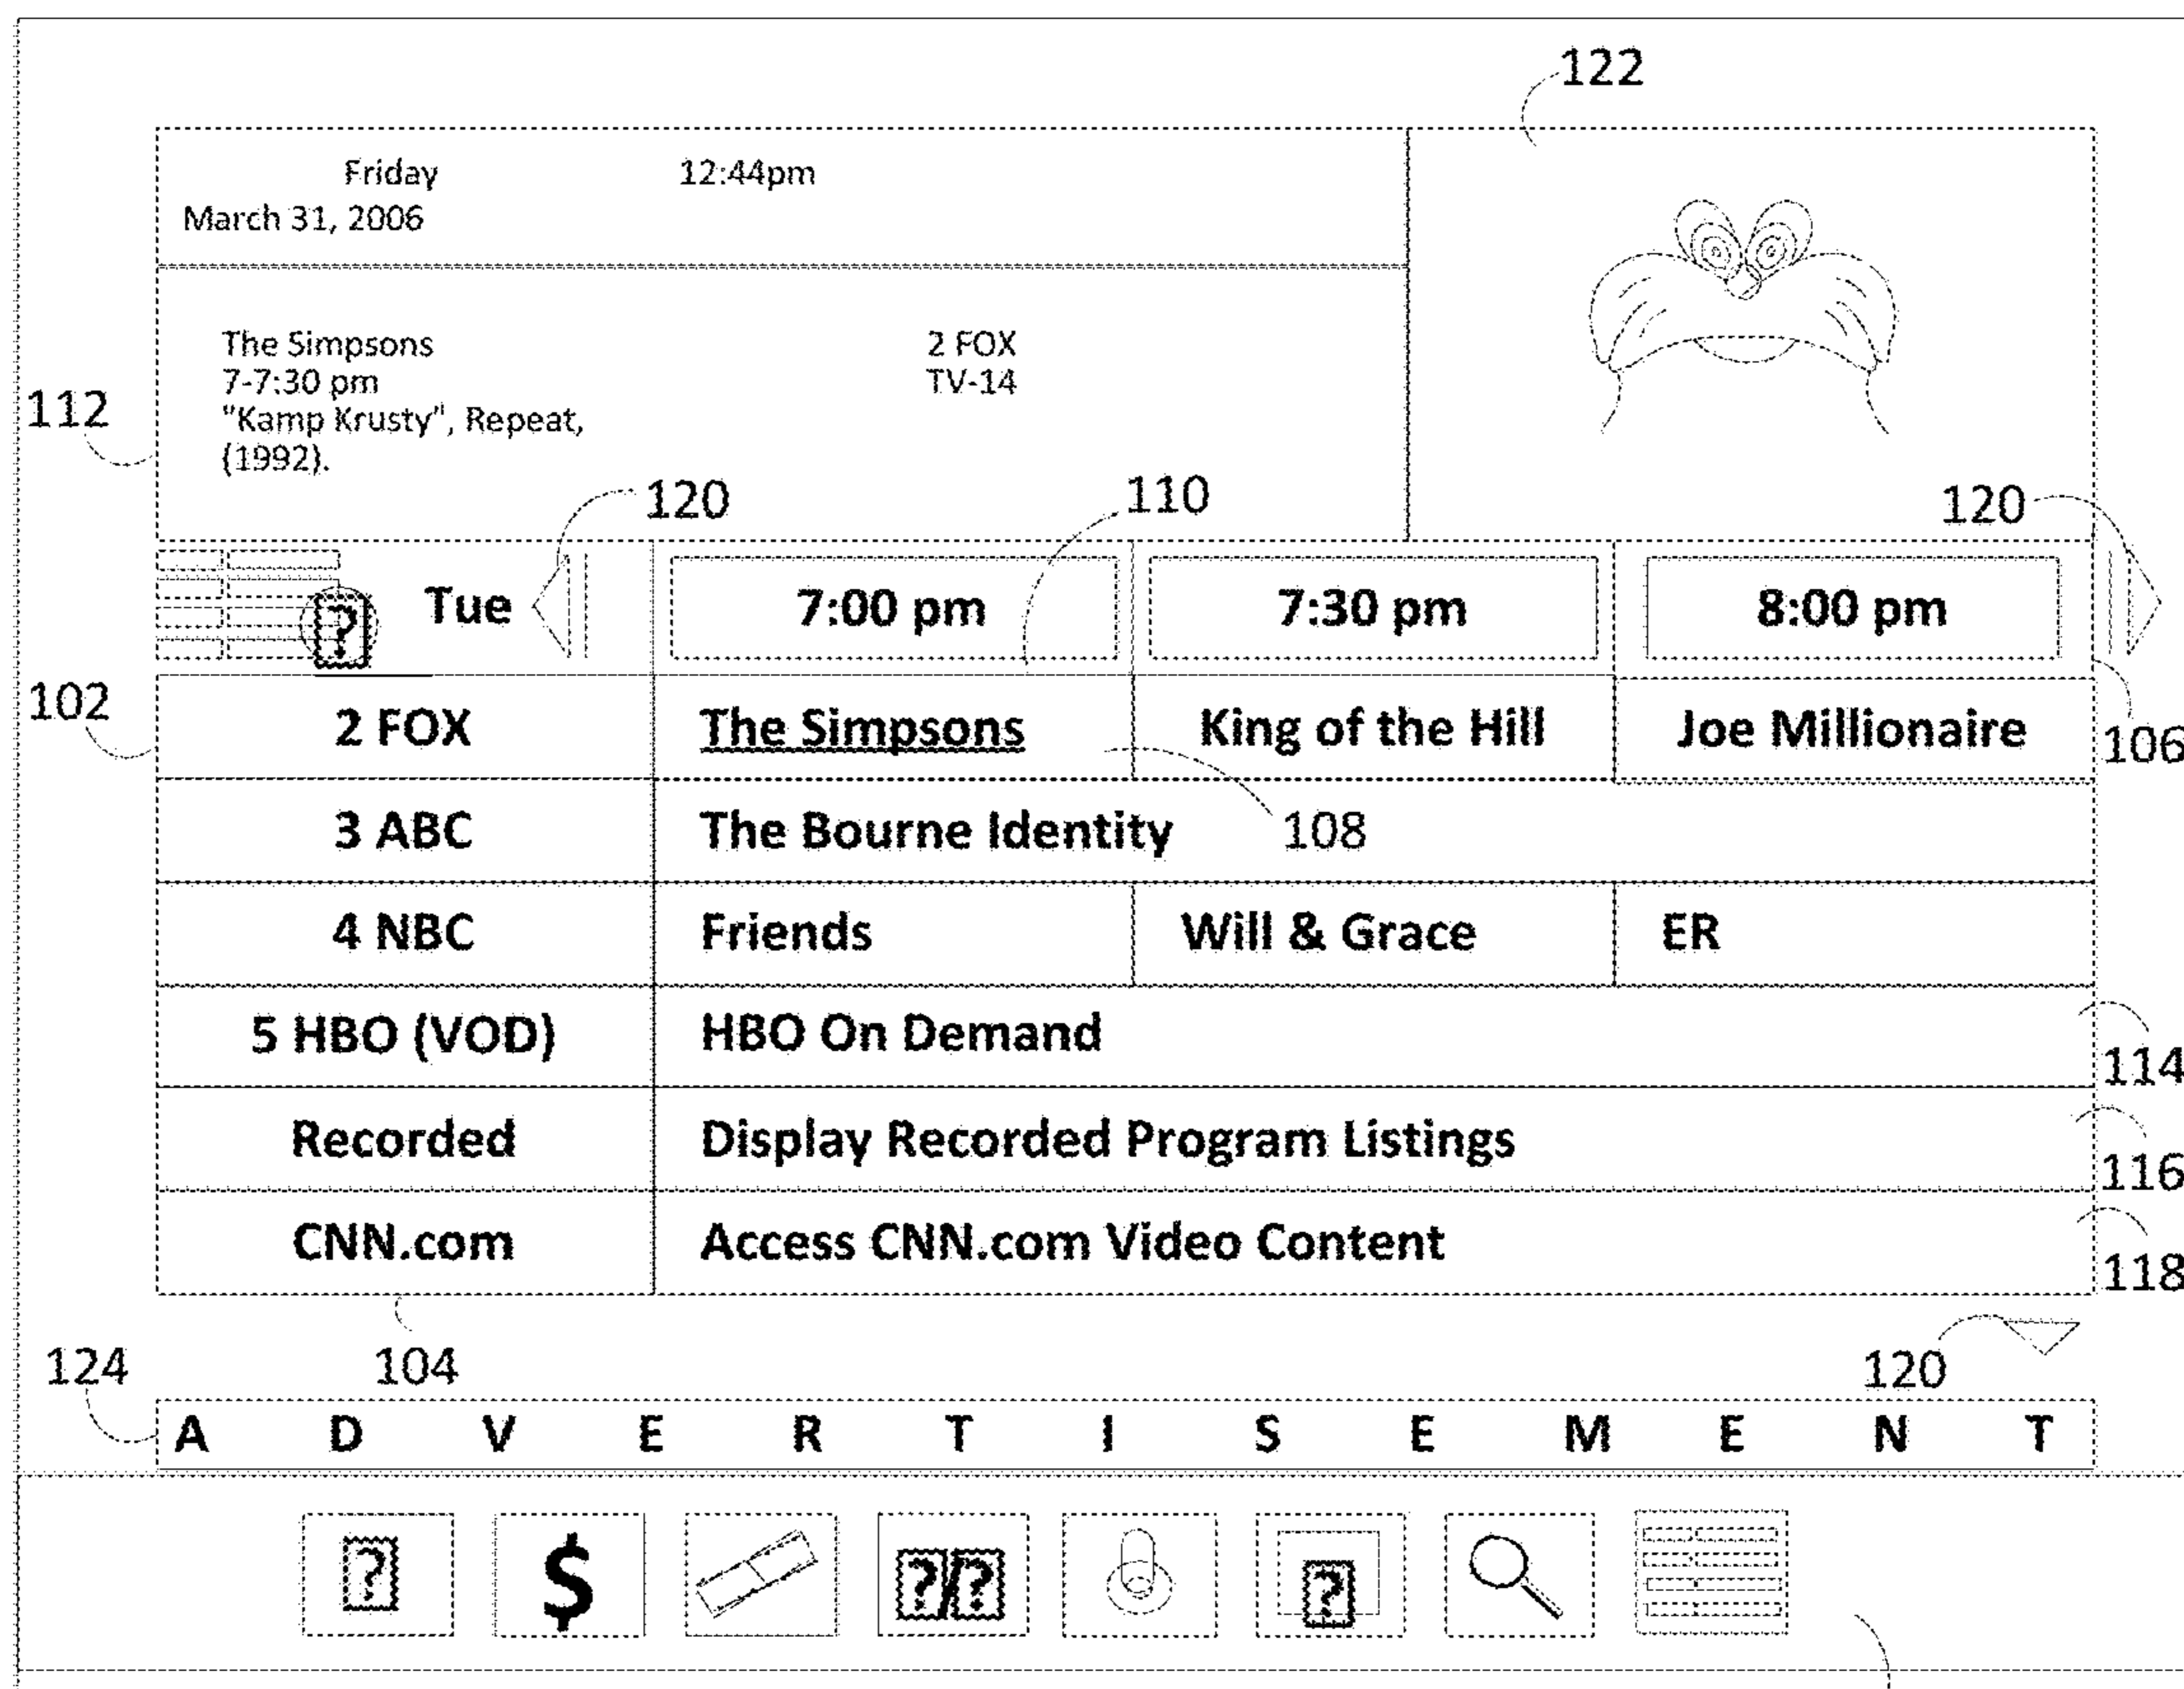 122
Friday 12:44pm
March 31, 2006
The Simpsons 2 FOX
7-7:30 pm TV-14
112
"Kamp Krusty", Repeat,
(1992).
120 110 120
Tue 7:00 pm 7:30 pm 8:00 pm
?
102
2 FOX The Simpsons King of the Hill Joe Millionaire
106
3 ABC The Bourne Identity 108
4 NBC Friends Will & Grace ER
5 HBO (VOD) HBO On Demand
114
Recorded Display Recorded Program Listings
116
CNN.com Access CNN.com Video Content
118
124 104 120
A D V E R T I S E M E N T
? $ ?/? ?